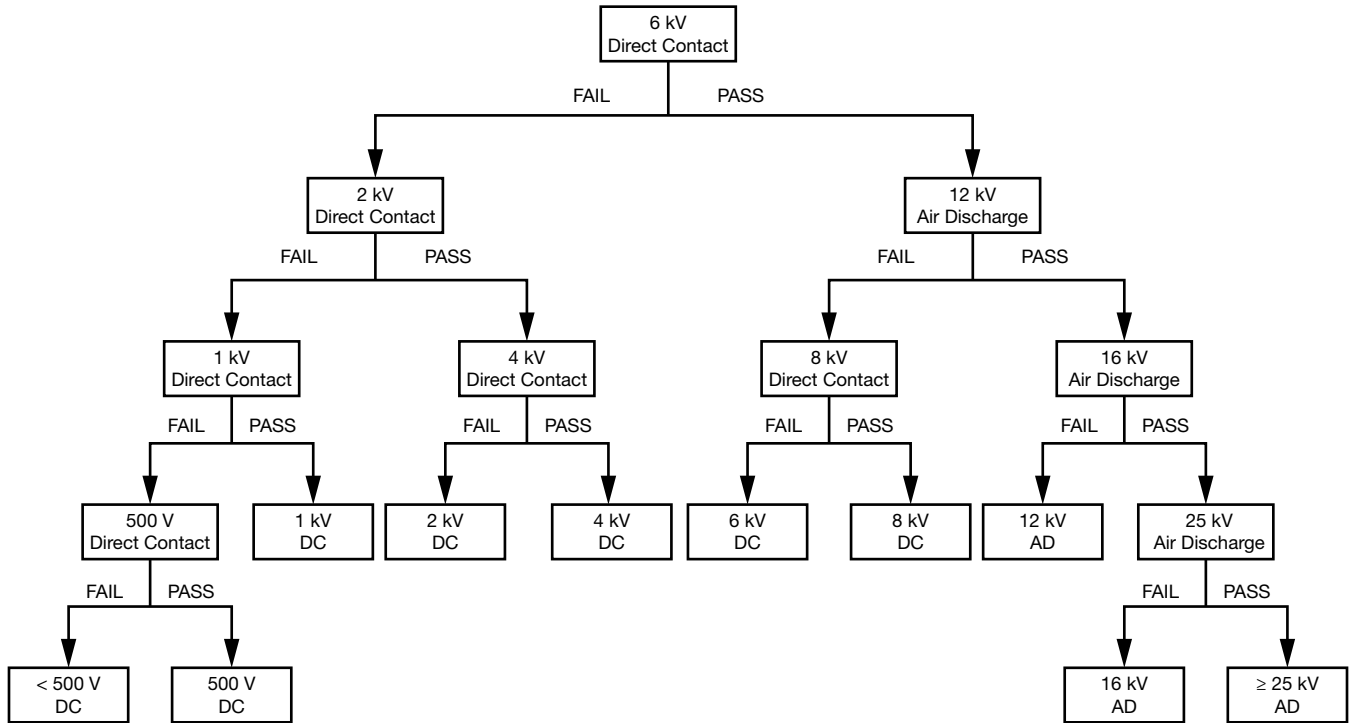 6 kV
Direct Contact
FAIL PASS
2 kV
Direct Contact
12 kV
Air Discharge
FAIL PASS
FAIL PASS
1 kV
Direct Contact
4 kV
Direct Contact
8 kV
Direct Contact
16 kV
Air Discharge
FAIL PASS
FAIL PASS
FAIL PASS
FAIL PASS
500 V
Direct Contact
1 kV
DC
2 kV
DC
4 kV
DC
6 kV
DC
8 kV
DC
12 kV
AD
25 kV
Air Discharge
FAIL PASS
FAIL PASS
< 500 V
DC
500 V
DC
16 kV
AD
≥ 25 kV
AD